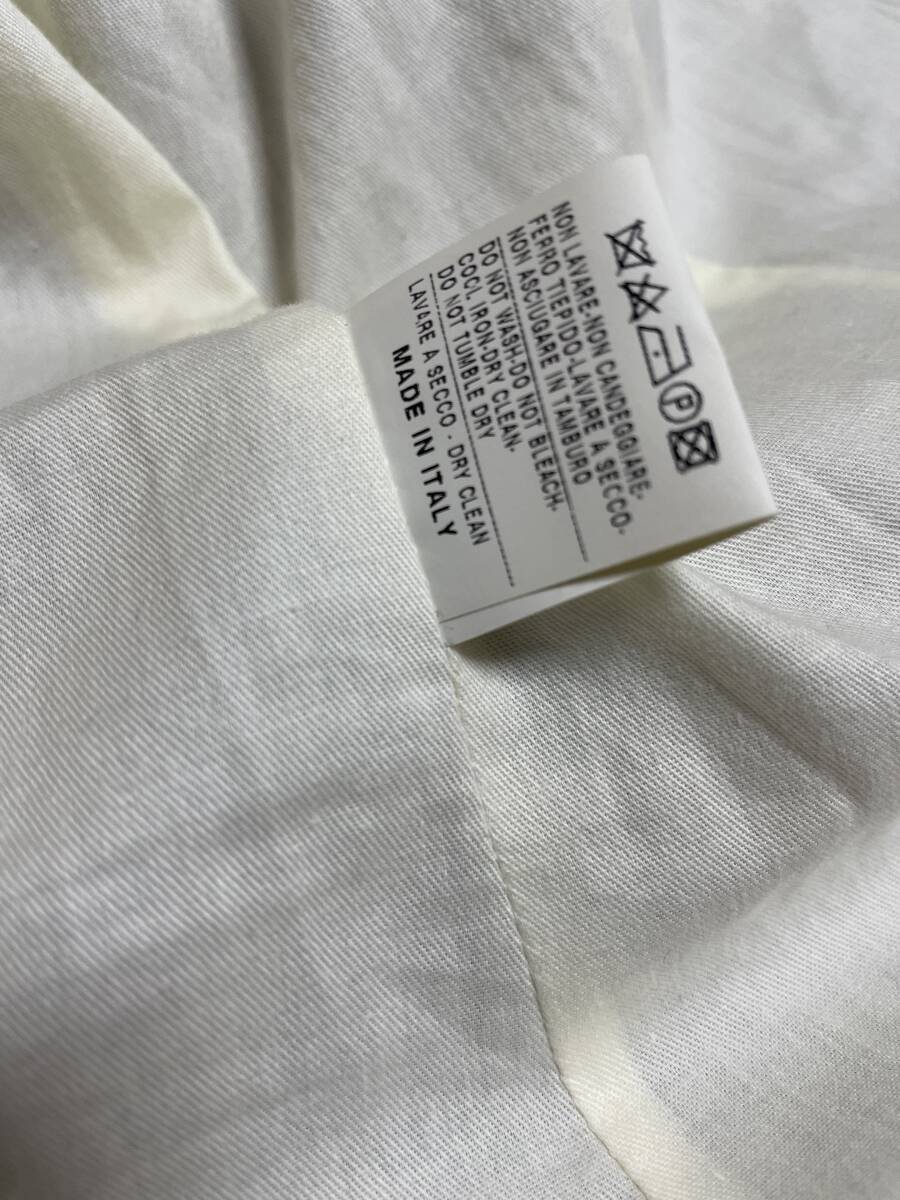 P
NON LAVARE-NON CANDEGGIARE-
FERRO TIEPIDO-LAVARE A SECCO-
NON ASCIUGARE IN TAMBURO
DO NOT WASH-DO NOT BLEACH-
COOL IRON-DRY CLEAN-
DO NOT TUMBLE DRY
LAVARE A SECCO - DRY CLEAN
MADE IN ITALY